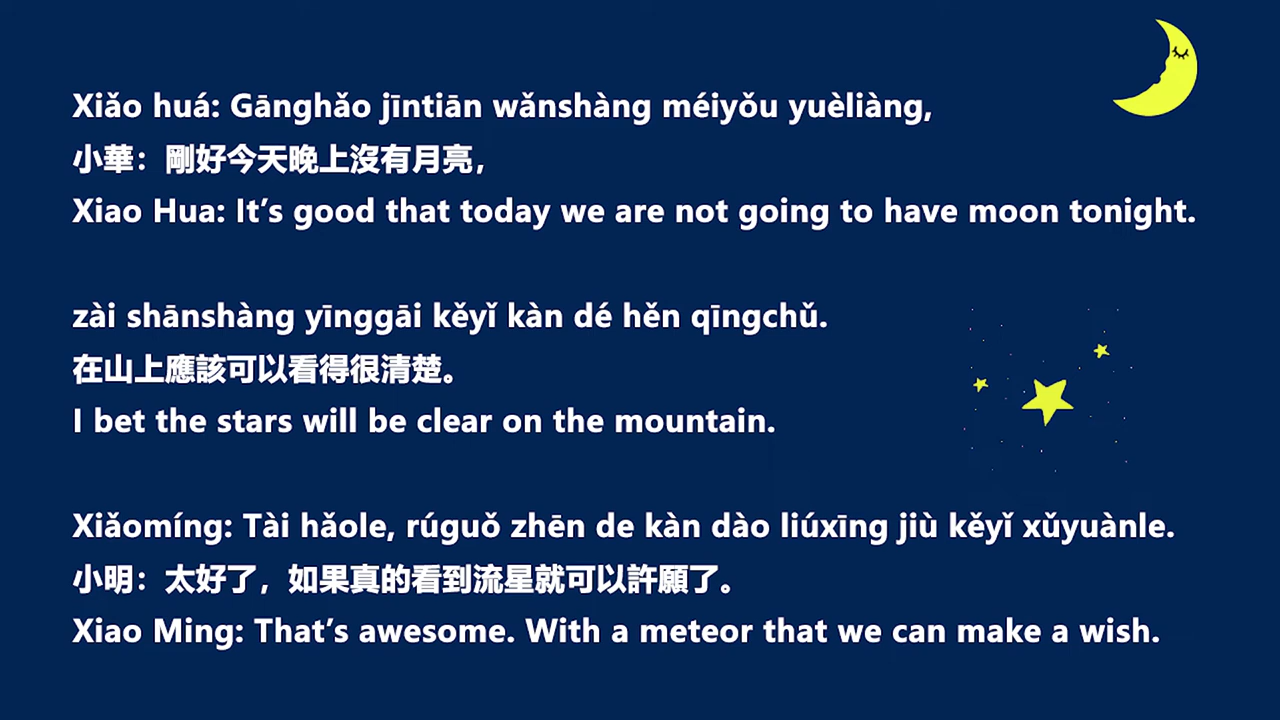 Xiǎo huá: Gānghǎo jīntiān wǎnshàng méiyǒu yuèliàng,
小華：剛好今天晚上沒有月亮，
Xiao Hua: It’s good that today we are not going to have moon tonight.
zài shānshàng yīnggāi kěyǐ kàn dé hěn qīngchǔ.
在山上應該可以看得很清楚。
I bet the stars will be clear on the mountain.
Xiǎomíng: Tài hǎole, rúguǒ zhēn de kàn dào liúxīng jiù kěyǐ xǔyuànle.
小明：太好了，如果真的看到流星就可以許願了。
Xiao Ming: That’s awesome. With a meteor that we can make a wish.